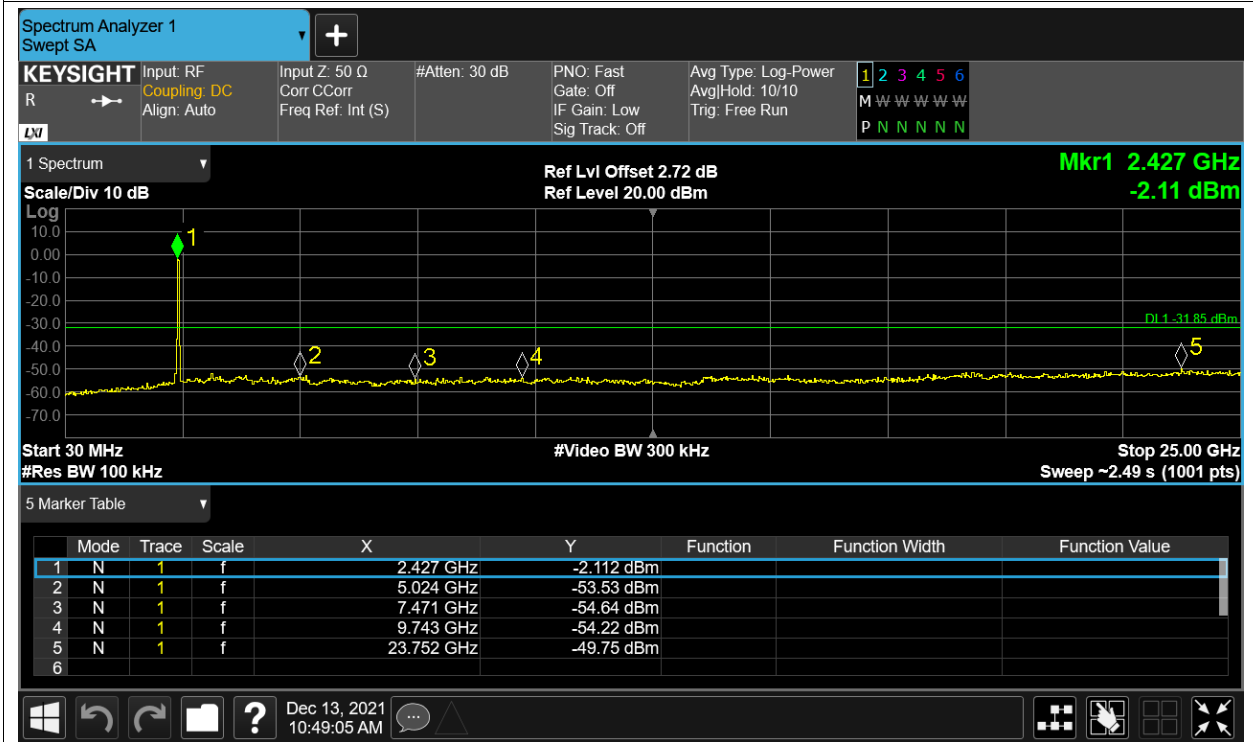 Spectrum Analyzer 1
Swept SA
+
KEYSIGHT
R
LXI
Input: RF
Coupling: DC
Align: Auto
Input Z: 50 Ω
Corr CCorr
Freq Ref: Int (S)
#Atten: 30 dB
PNO: Fast
Gate: Off
IF Gain: Low
Sig Track: Off
Avg Type: Log-Power
Avg|Hold: 10/10
Trig: Free Run
1 2 3 4 5 6
M W W W W W
P N N N N N
1 Spectrum
Scale/Div 10 dB
Ref Lvl Offset 2.72 dB
Ref Level 20.00 dBm
Mkr1 2.427 GHz
-2.11 dBm
Log
10.0
0.00
-10.0
-20.0
-30.0
-40.0
-50.0
-60.0
-70.0
1
2
3
4
5
DL1 -31.85 dBm
Start 30 MHz
#Res BW 100 kHz
#Video BW 300 kHz
Stop 25.00 GHz
Sweep ~2.49 s (1001 pts)
5 Marker Table
Mode Trace Scale X Y Function Function Width Function Value
1 N 1 f 2.427 GHz -2.112 dBm
2 N 1 f 5.024 GHz -53.53 dBm
3 N 1 f 7.471 GHz -54.64 dBm
4 N 1 f 9.743 GHz -54.22 dBm
5 N 1 f 23.752 GHz -49.75 dBm
6
?
Dec 13, 2021
10:49:05 AM